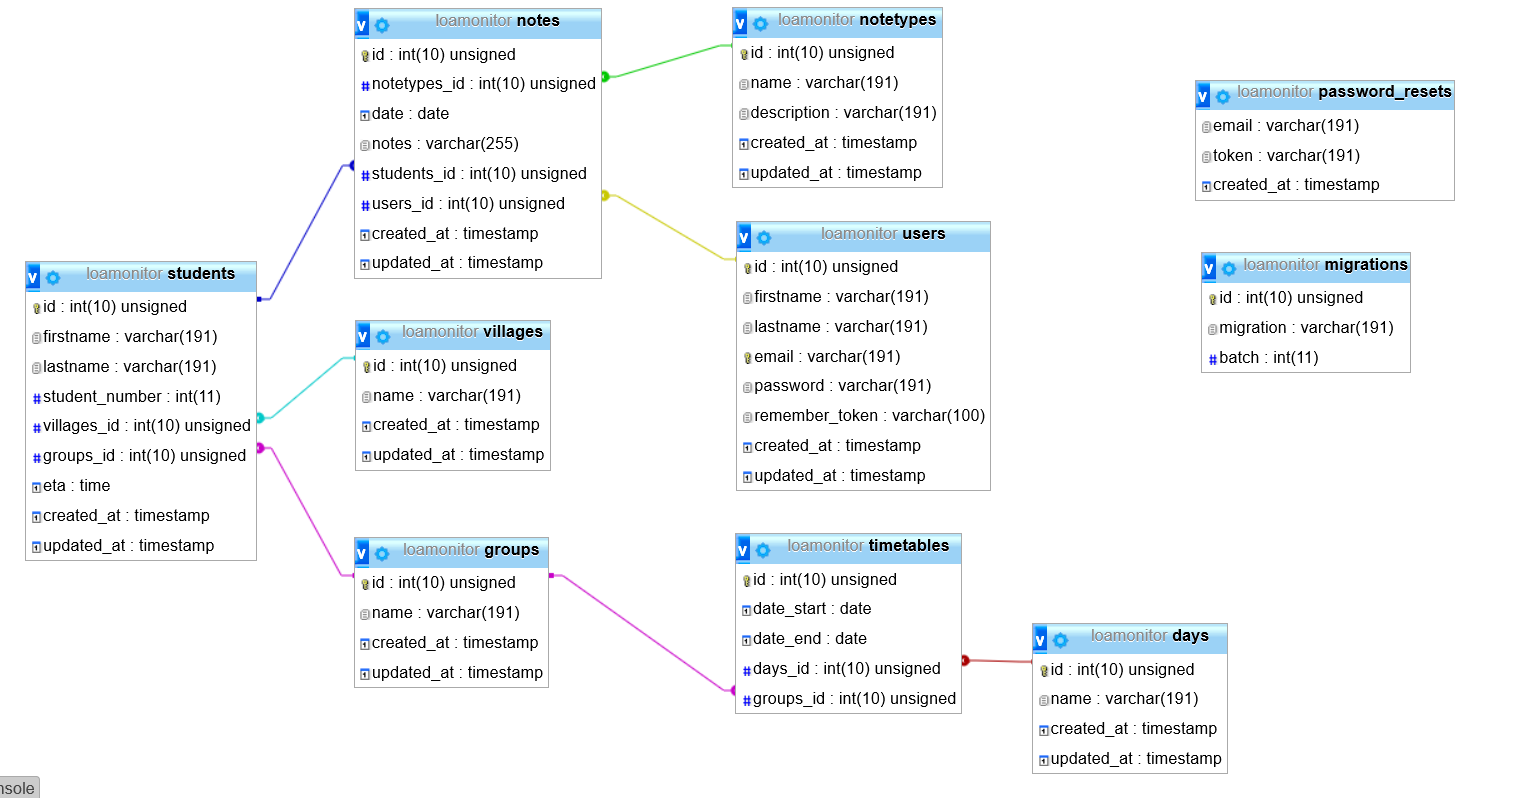 loamonitor notes
id : int(10) unsigned
notetypes_id : int(10) unsigned
date : date
notes : varchar(255)
students_id : int(10) unsigned
users_id : int(10) unsigned
created_at : timestamp
updated_at : timestamp
loamonitor notetypes
id : int(10) unsigned
name : varchar(191)
description : varchar(191)
created_at : timestamp
updated_at : timestamp
loamonitor password_resets
email : varchar(191)
token : varchar(191)
created_at : timestamp
loamonitor students
id : int(10) unsigned
firstname : varchar(191)
lastname : varchar(191)
student_number : int(11)
villages_id : int(10) unsigned
groups_id : int(10) unsigned
eta : time
created_at : timestamp
updated_at : timestamp
loamonitor villages
id : int(10) unsigned
name : varchar(191)
created_at : timestamp
updated_at : timestamp
loamonitor users
id : int(10) unsigned
firstname : varchar(191)
lastname : varchar(191)
email : varchar(191)
password : varchar(191)
remember_token : varchar(100)
created_at : timestamp
updated_at : timestamp
loamonitor migrations
id : int(10) unsigned
migration : varchar(191)
batch : int(11)
loamonitor groups
id : int(10) unsigned
name : varchar(191)
created_at : timestamp
updated_at : timestamp
loamonitor timetables
id : int(10) unsigned
date_start : date
date_end : date
days_id : int(10) unsigned
groups_id : int(10) unsigned
loamonitor days
id : int(10) unsigned
name : varchar(191)
created_at : timestamp
updated_at : timestamp
nsole